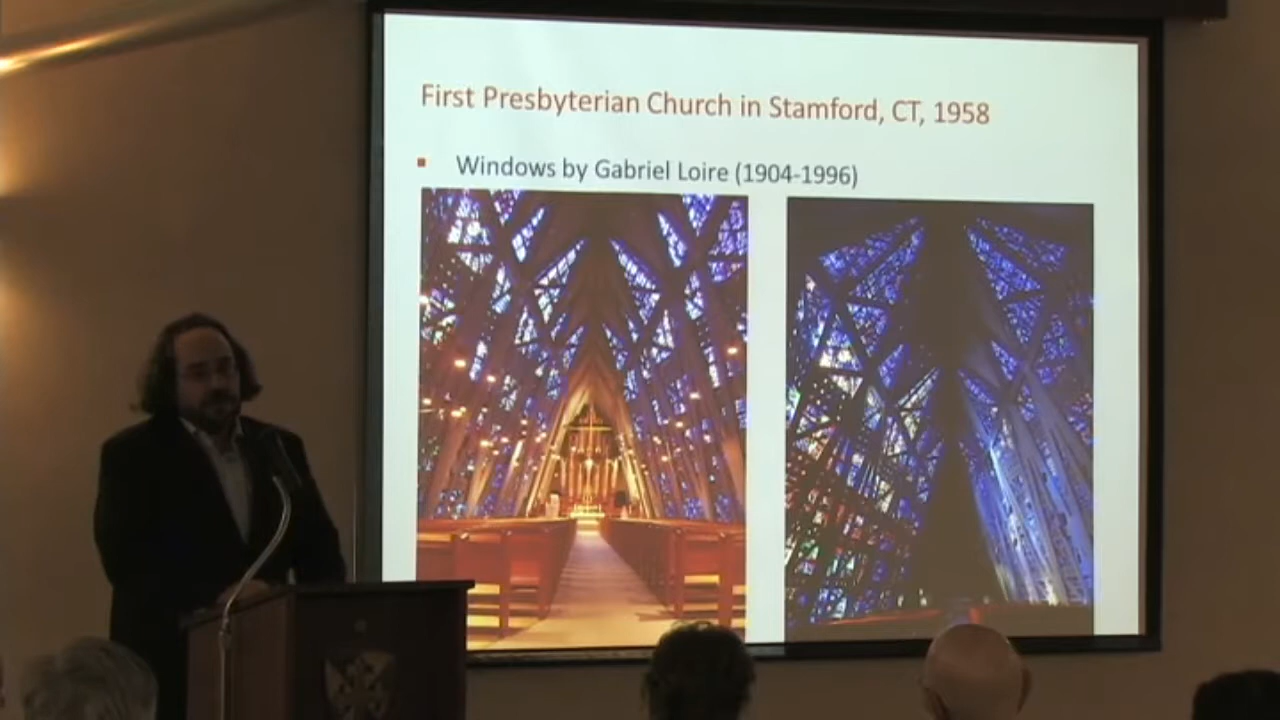 First Presbyterian Church in Stamford, CT, 1958
Windows by Gabriel Loire (1904-1996)